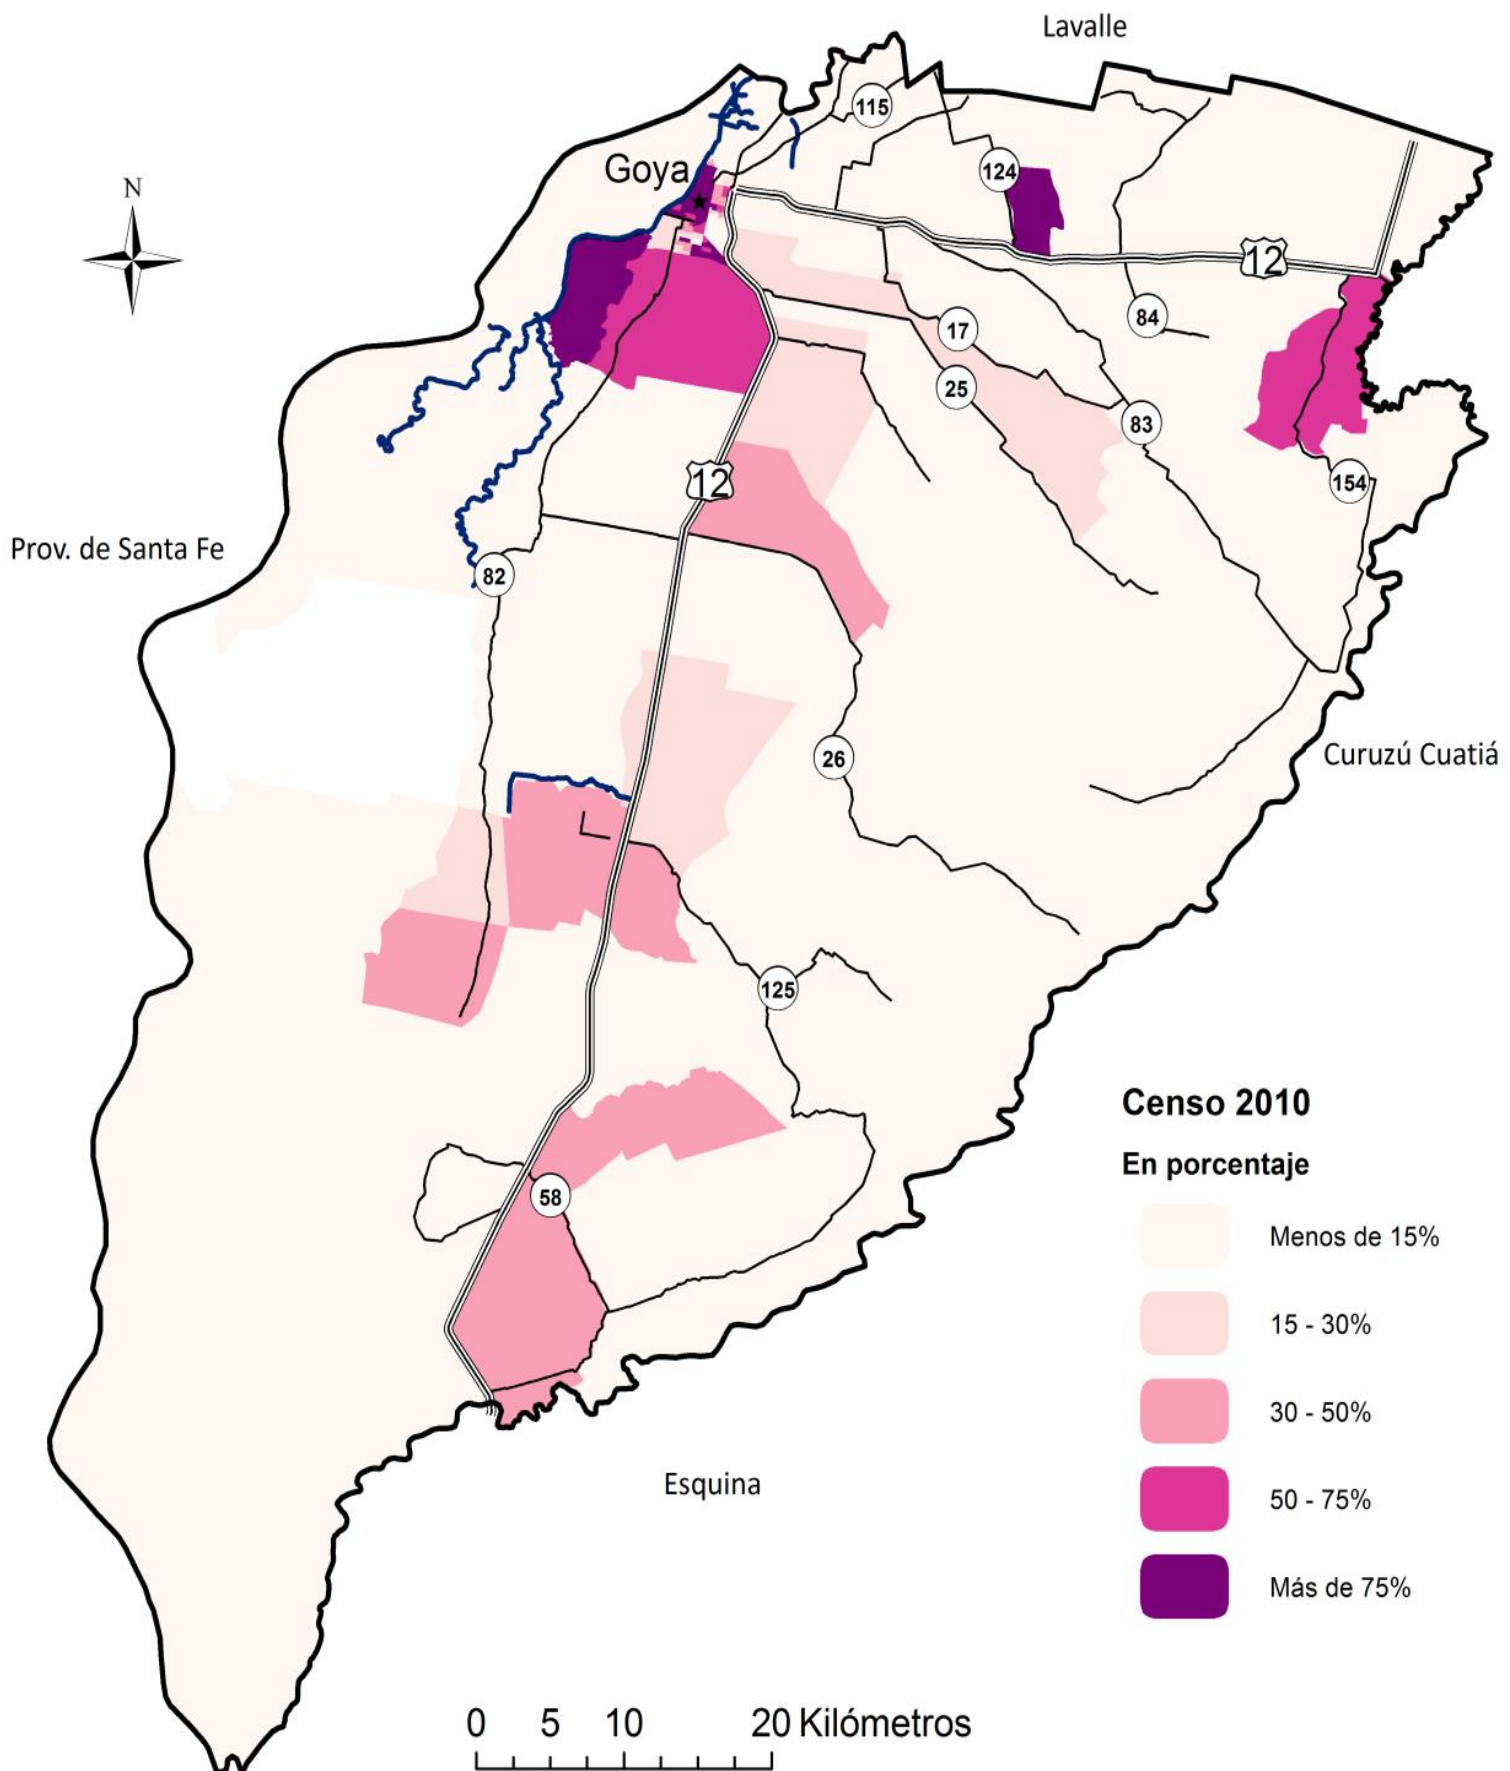 Lavalle
115
Goya
124
N
12
84
17
25
83
12
154
Prov. de Santa Fe
82
Curuzú Cuatiá
26
125
Censo 2010
En porcentaje
58
Menos de 15%
15 - 30%
30 - 50%
Esquina
50 - 75%
Más de 75%
0 5 10 20 Kilómetros